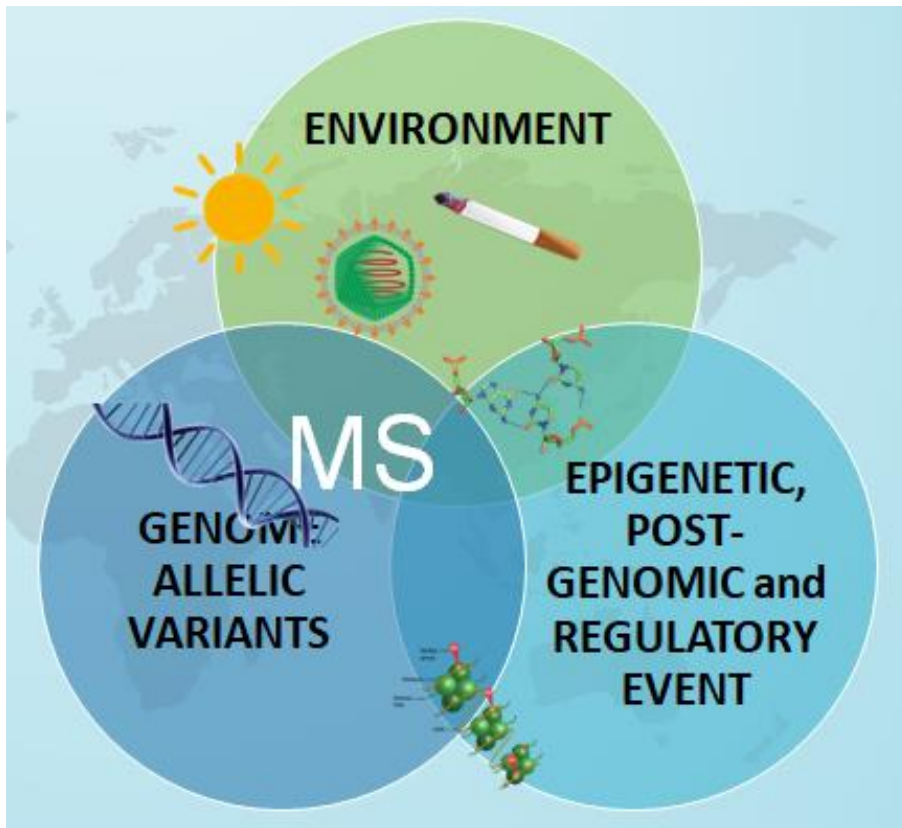 ENVIRONMENT
MS
GENOME
ALLELIC
VARIANTS
EPIGENETIC,
POST-
GENOMIC and
REGULATORY
EVENT